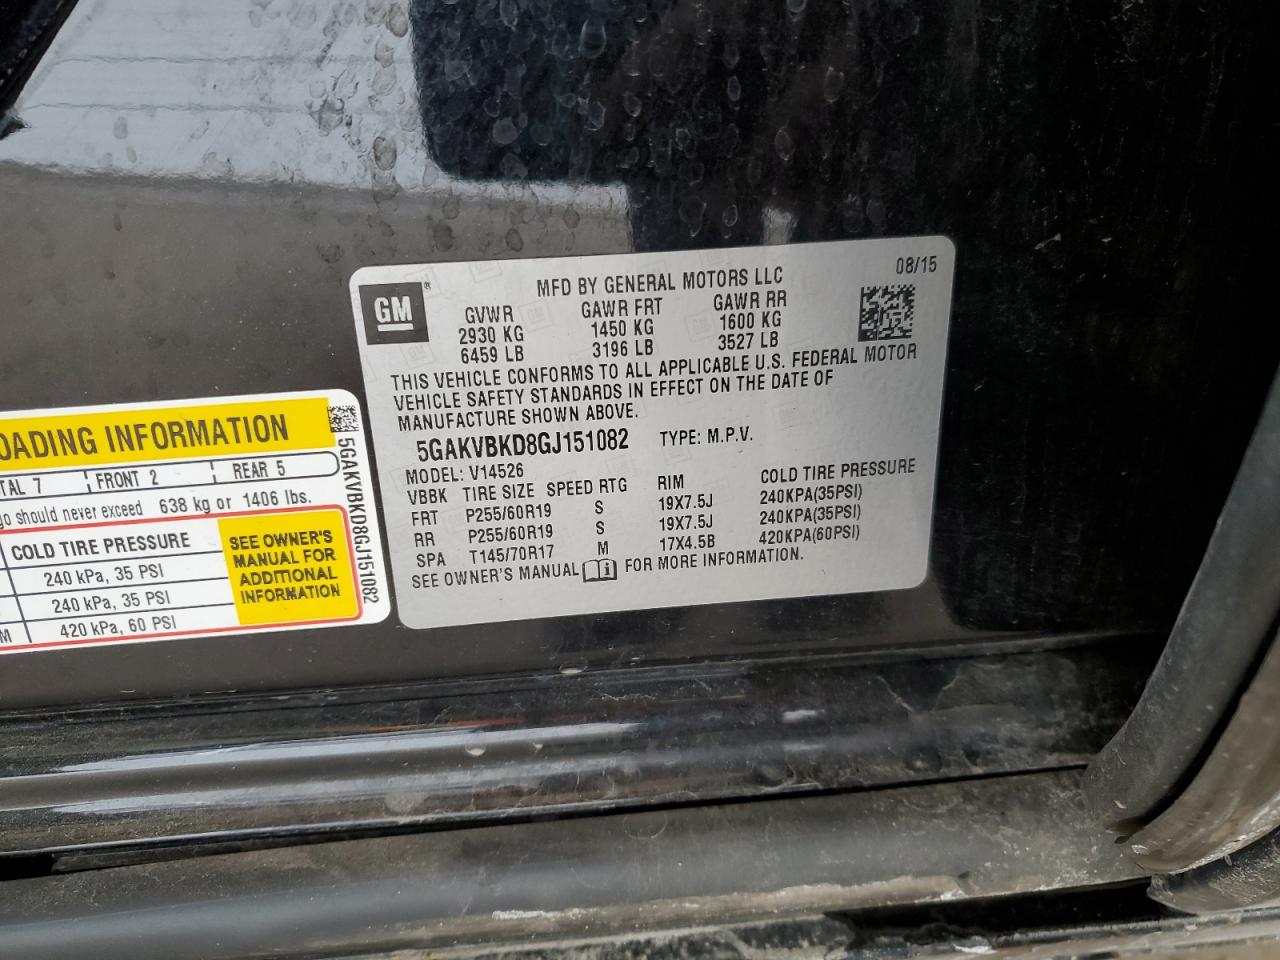 GM
®
MFD BY GENERAL MOTORS LLC
08/15
GVWR GAWR FRT GAWR RR
2930 KG 1450 KG 1600 KG
6459 LB 3196 LB 3527 LB
THIS VEHICLE CONFORMS TO ALL APPLICABLE U.S. FEDERAL MOTOR
VEHICLE SAFETY STANDARDS IN EFFECT ON THE DATE OF
MANUFACTURE SHOWN ABOVE.
5GAKVBKD8GJ151082 TYPE: M.P.V.
MODEL: V14526
VBBK TIRE SIZE SPEED RTG RIM COLD TIRE PRESSURE
FRT P255/60R19 S 19X7.5J 240KPA(35PSI)
RR P255/60R19 S 19X7.5J 240KPA(35PSI)
SPA T145/70R17 M 17X4.5B 420KPA(60PSI)
SEE OWNER'S MANUAL FOR MORE INFORMATION.
OADING INFORMATION
TAL 7 FRONT 2 REAR 5
go should never exceed 638 kg or 1406 lbs.
COLD TIRE PRESSURE
240 kPa, 35 PSI
240 kPa, 35 PSI
M 420 kPa, 60 PSI
SEE OWNER'S
MANUAL FOR
ADDITIONAL
INFORMATION
5GAKVBKD8GJ151082